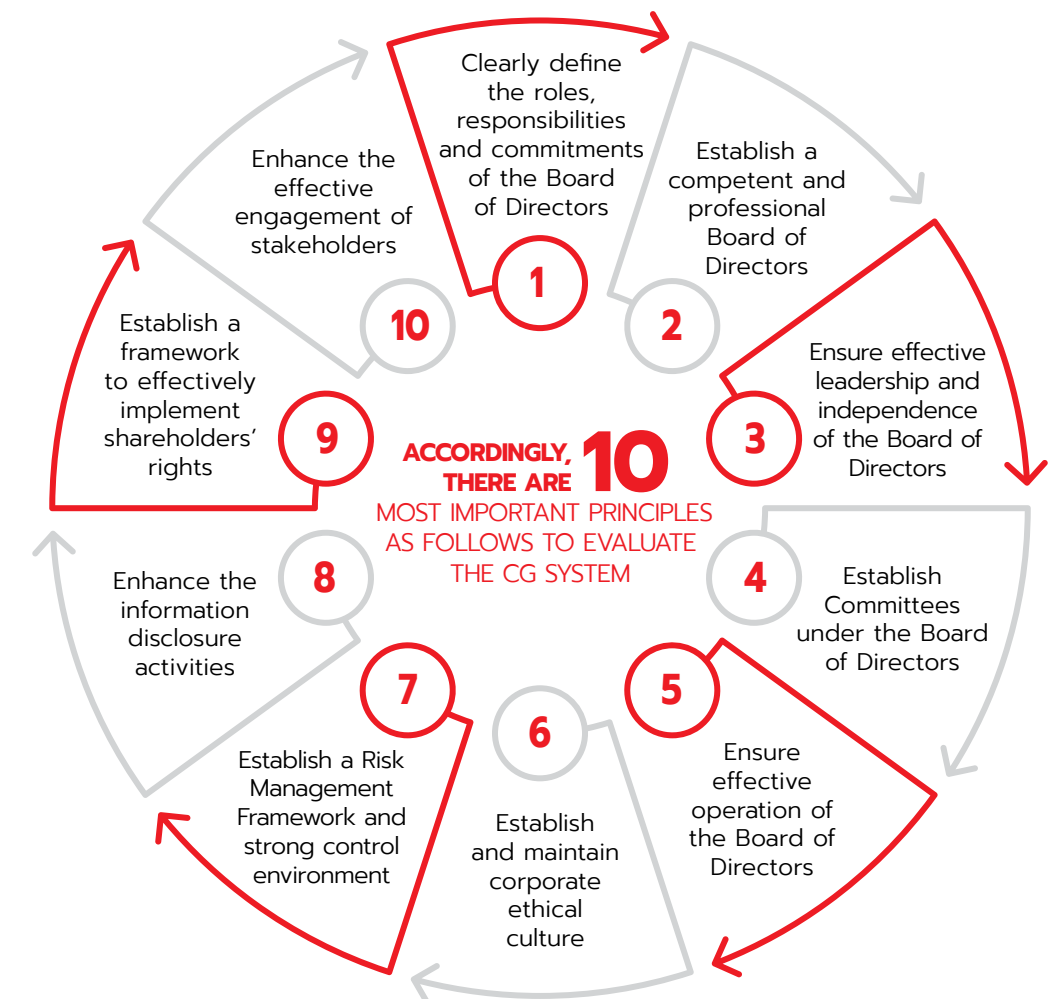 Clearly define
the roles,
responsibilities
and commitments
of the Board
of Directors
1
Establish a
competent and
professional
Board of
Directors
2
Ensure effective
leadership and
independence
of the Board of
Directors
3
Establish
Committees
under the Board
of Directors
4
Ensure
effective
operation of
the Board of
Directors
5
Establish
and maintain
corporate
ethical
culture
6
Establish a Risk
Management
Framework and
strong control
environment
7
Enhance the
information
disclosure
activities
8
Establish a
framework
to effectively
implement
shareholders’
rights
9
Enhance the
effective
engagement of
stakeholders
10
ACCORDINGLY,
THERE ARE 10
MOST IMPORTANT PRINCIPLES
AS FOLLOWS TO EVALUATE
THE CG SYSTEM